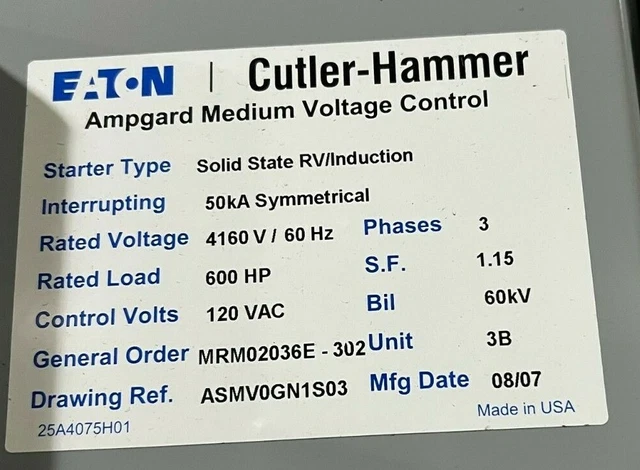 EATON | Cutler-Hammer
Ampgard Medium Voltage Control
Starter Type Solid State RV/Induction
Interrupting 50kA Symmetrical
Rated Voltage 4160 V / 60 Hz Phases 3
Rated Load 600 HP S.F. 1.15
Control Volts 120 VAC Bil 60kV
General Order MRM02036E - 302 Unit 3B
Drawing Ref. ASMV0GN1S03 Mfg Date 08/07
25A4075H01 Made in USA